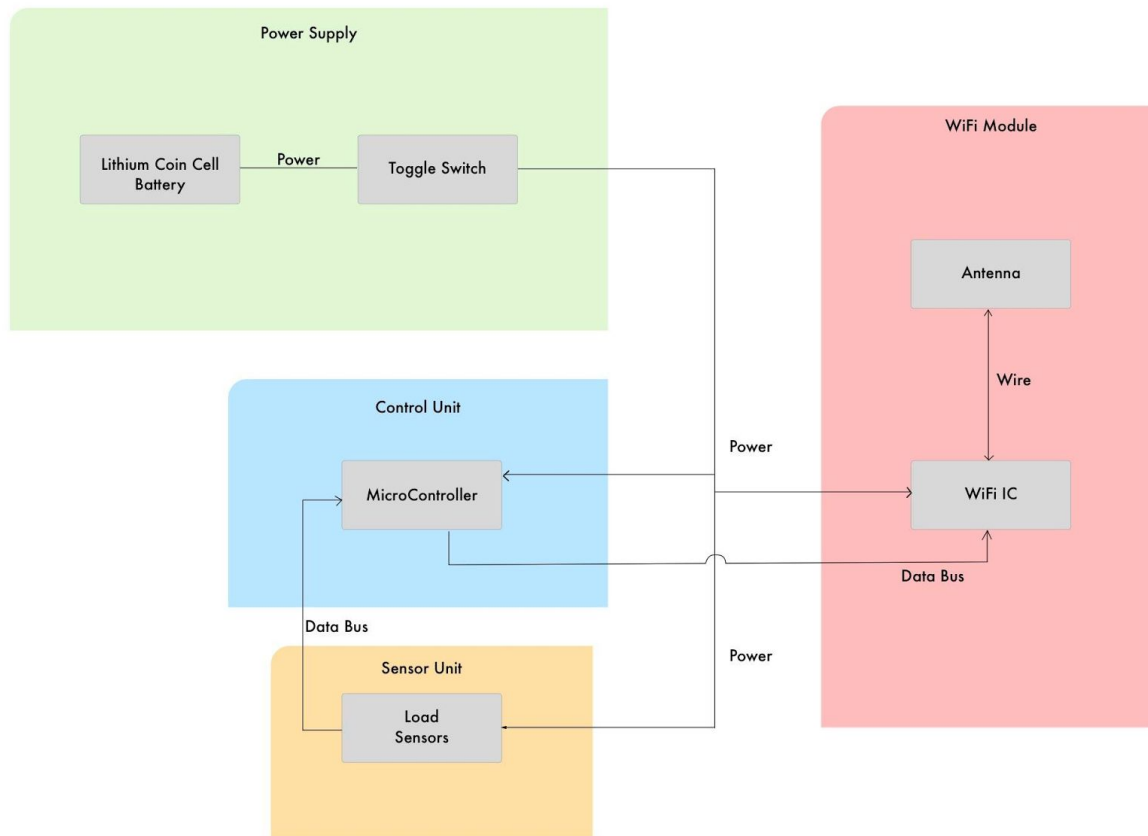 Power Supply
Lithium Coin Cell
Battery
Power
Toggle Switch
WiFi Module
Antenna
Wire
Control Unit
Power
MicroController
WiFi IC
Data Bus
Data Bus
Power
Sensor Unit
Load
Sensors